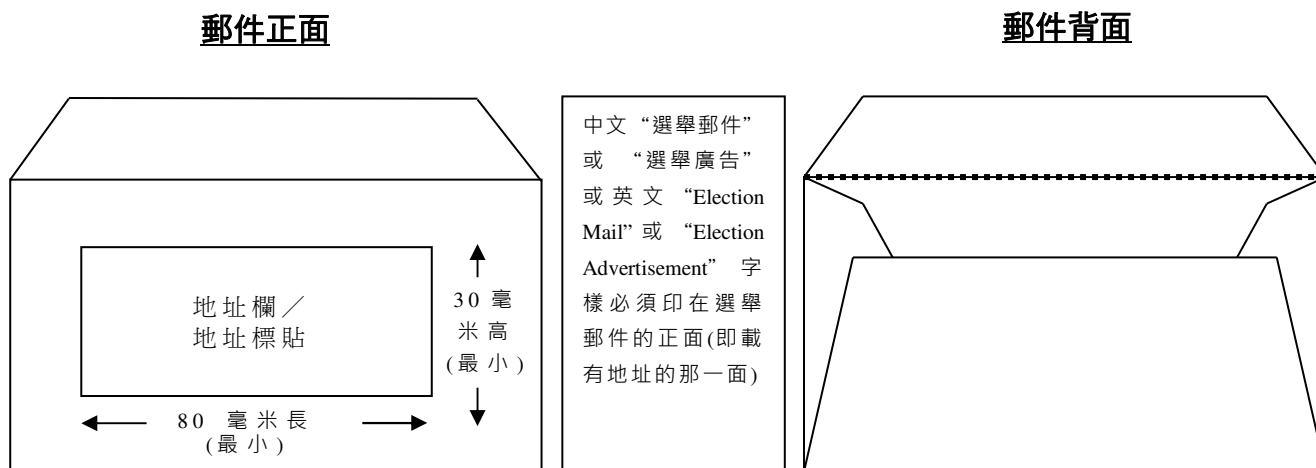 郵件正面
郵件背面
地址欄／
地址標貼
30 毫
米高
(最小)
80 毫米長
(最小)
中文“選舉郵件”
或 “選舉廣告”
或英文 “Election
Mail” 或 “Election
Advertisement” 字
樣必須印在選舉
郵件的正面(即載
有地址的那一面)